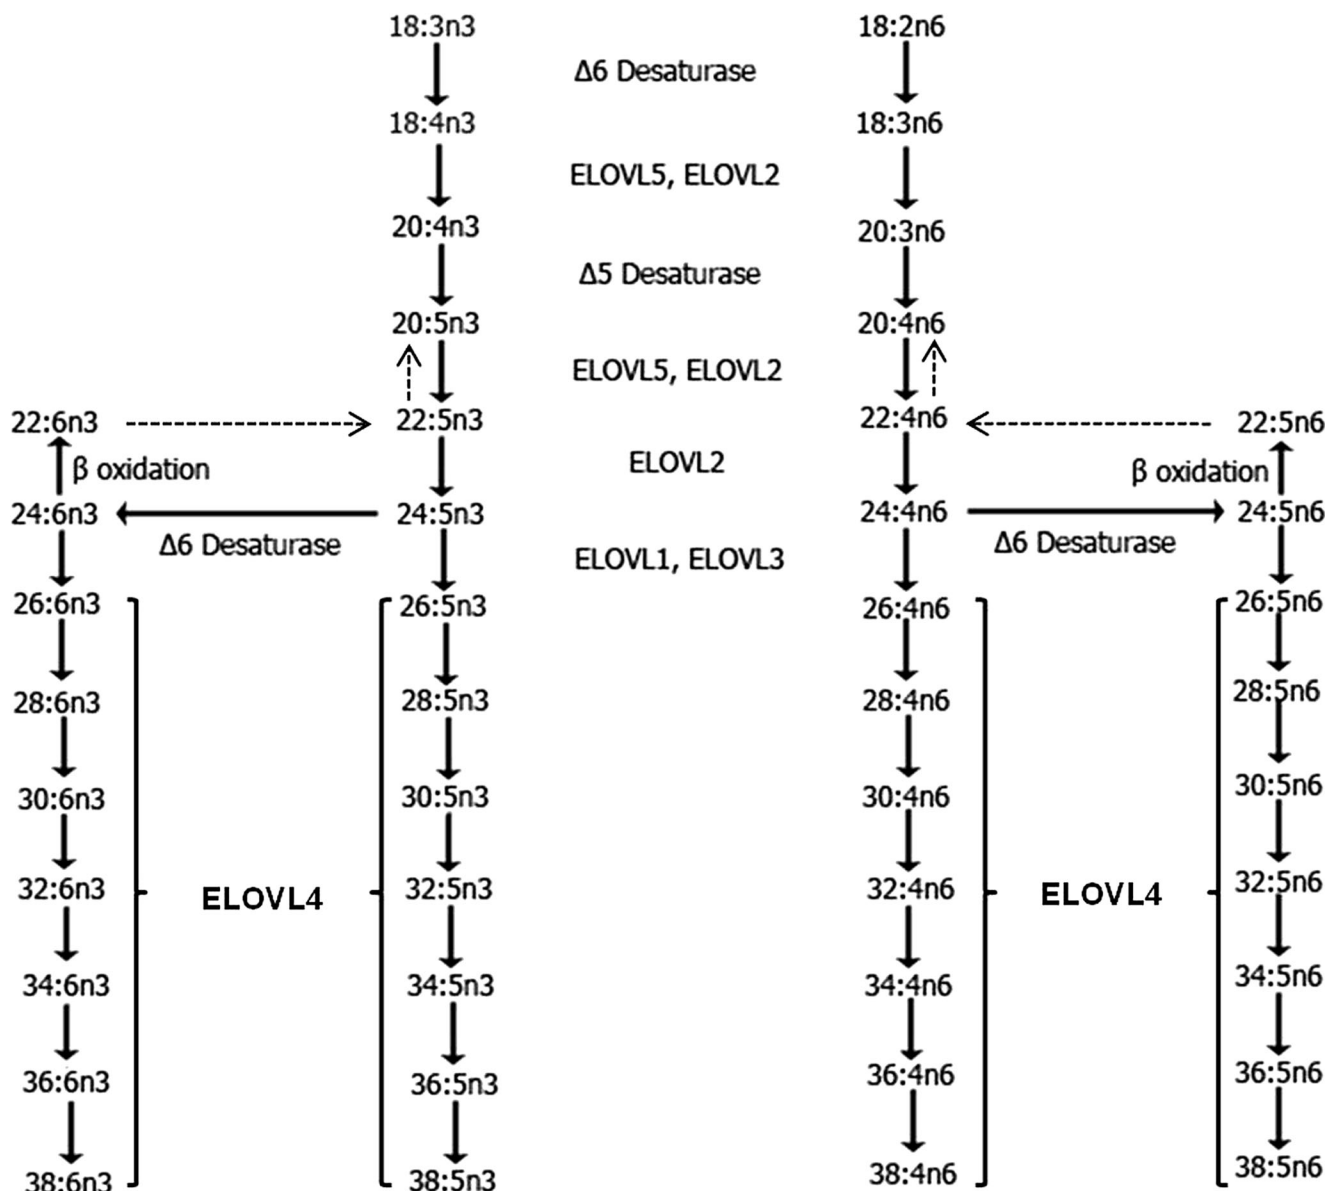 18:3n3
18:2n6
Δ6 Desaturase
18:4n3
18:3n6
ELOVL5, ELOVL2
20:4n3
20:3n6
Δ5 Desaturase
20:5n3
20:4n6
ELOVL5, ELOVL2
22:6n3
22:5n3
22:4n6
22:5n6
β oxidation
ELOVL2
β oxidation
24:6n3
24:5n3
24:4n6
24:5n6
Δ6 Desaturase
ELOVL1, ELOVL3
Δ6 Desaturase
26:6n3
26:5n3
26:4n6
26:5n6
28:6n3
28:5n3
28:4n6
28:5n6
30:6n3
30:5n3
30:4n6
30:5n6
32:6n3
ELOVL4
32:5n3
32:4n6
ELOVL4
32:5n6
34:6n3
34:5n3
34:4n6
34:5n6
36:6n3
36:5n3
36:4n6
36:5n6
38:6n3
38:5n3
38:4n6
38:5n6